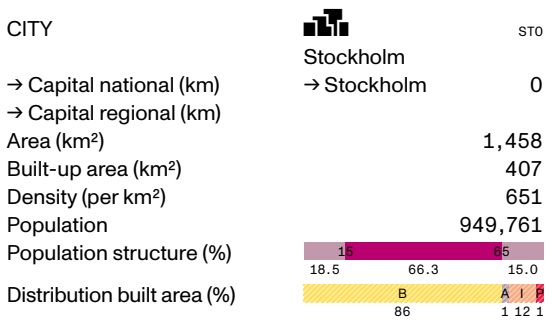 CITY STO
Stockholm
→ Capital national (km) → Stockholm 0
→ Capital regional (km)
Area (km²) 1,458
Built-up area (km²) 407
Density (per km²) 651
Population 949,761
Population structure (%) 15 65
18.5 66.3 15.0
Distribution built area (%) B A I P
86 1 12 1